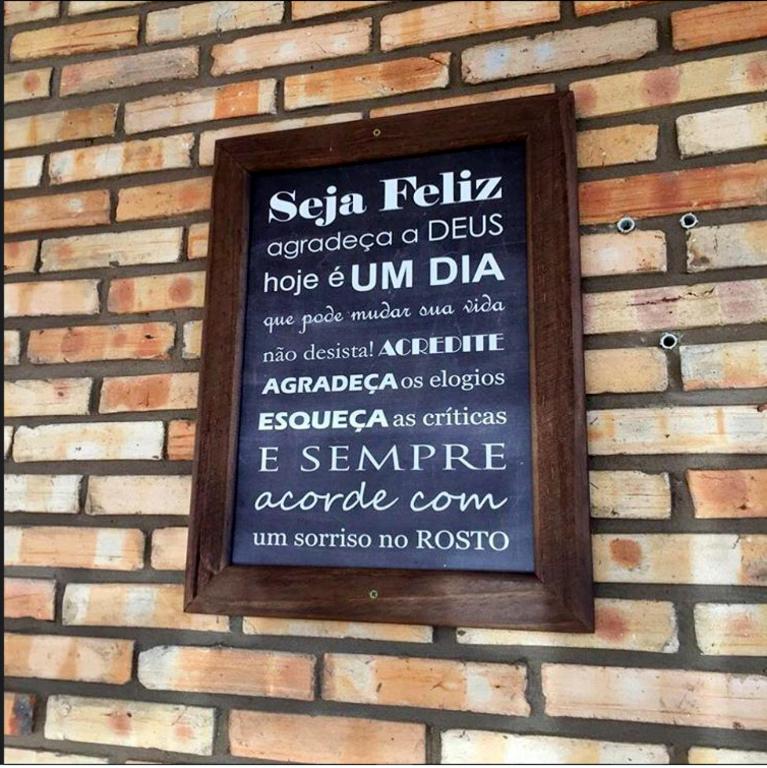 Seja Feliz
agradeça a DEUS
hoje é UM DIA
que pode mudar sua vida
não desista! ACREDITE
AGRADEÇA os elogios
ESQUEÇA as críticas
E SEMPRE
acorde com
um sorriso no ROSTO